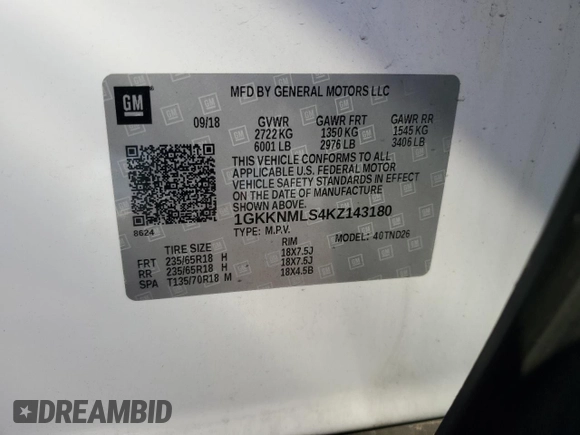 GM
MFD BY GENERAL MOTORS LLC
09/18 GVWR GAWR FRT GAWR RR
2722 KG 1350 KG 1545 KG
6001 LB 2976 LB 3406 LB
THIS VEHICLE CONFORMS TO ALL
APPLICABLE U.S. FEDERAL MOTOR
VEHICLE SAFETY STANDARDS IN EFFECT
ON THE DATE OF MANUFACTURE
SHOWN ABOVE.
1GKKNMLS4KZ143180
8624
TYPE: M.P.V. MODEL: 40TND26
TIRE SIZE RIM
FRT 235/65R18 H 18X7.5J
RR 235/65R18 H 18X7.5J
SPA T135/70R18 M 18X4.5B
DREAMBID